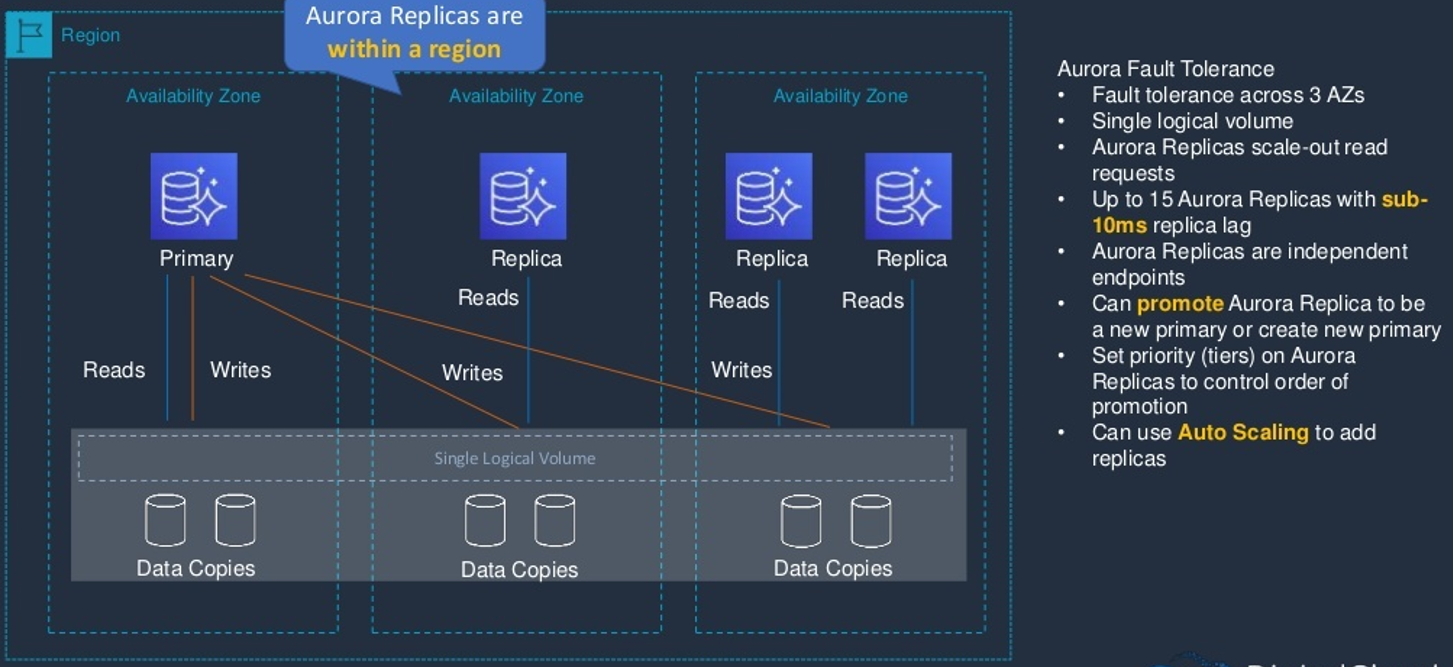 Aurora Replicas are
within a region
Region
Availability Zone
Availability Zone
Availability Zone
Primary
Replica
Replica
Replica
Reads
Reads
Reads
Reads
Writes
Writes
Writes
Single Logical Volume
Data Copies
Data Copies
Data Copies
Aurora Fault Tolerance
• Fault tolerance across 3 AZs
• Single logical volume
• Aurora Replicas scale-out read
requests
• Up to 15 Aurora Replicas with sub-
10ms replica lag
• Aurora Replicas are independent
endpoints
• Can promote Aurora Replica to be
a new primary or create new primary
• Set priority (tiers) on Aurora
Replicas to control order of
promotion
• Can use Auto Scaling to add
replicas